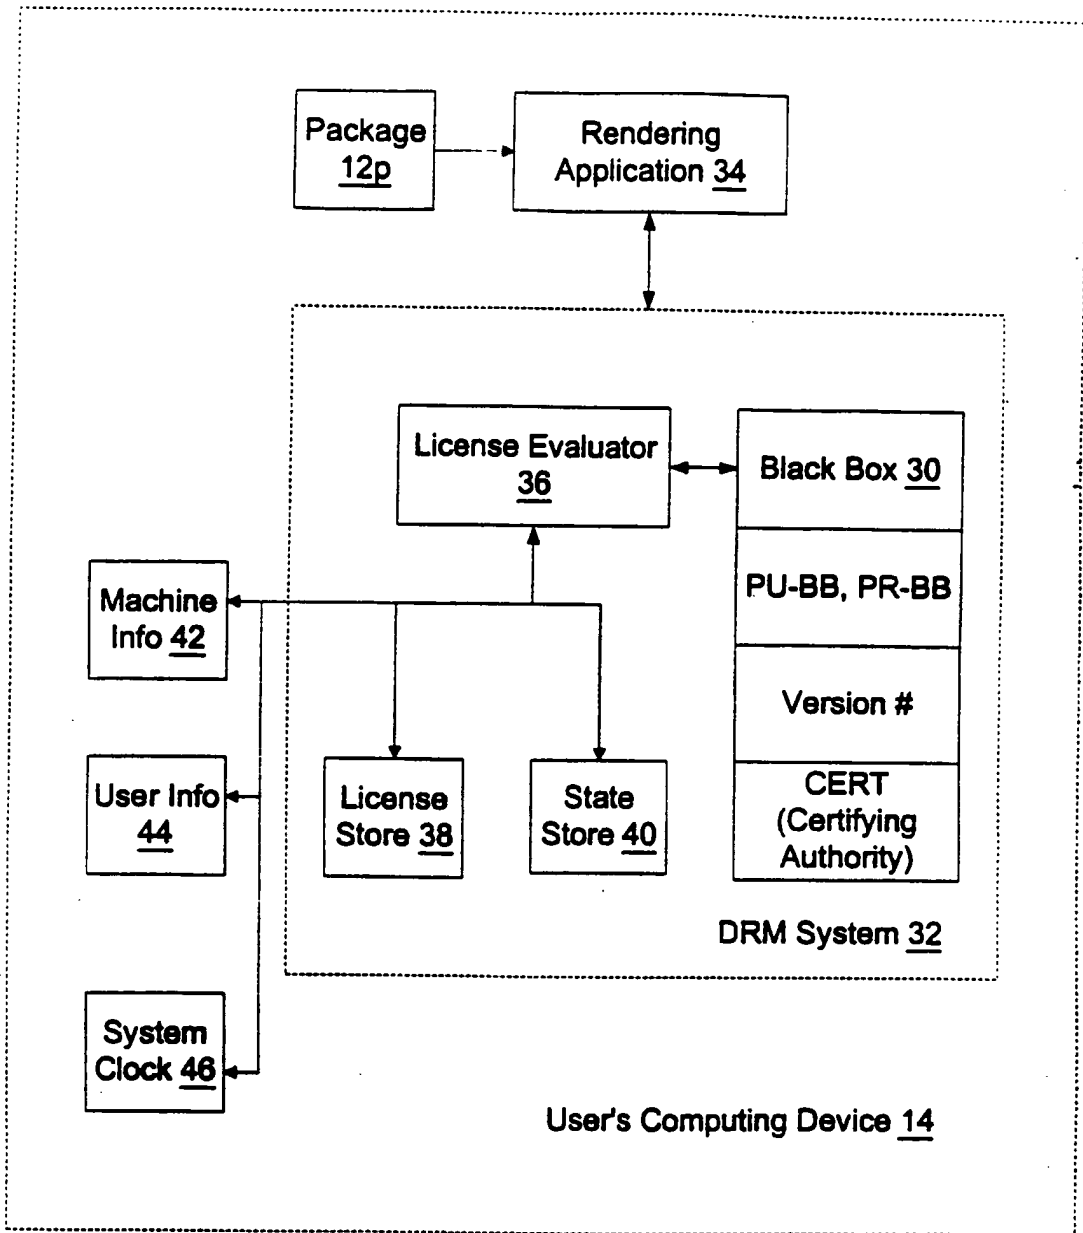 Package
12p
Rendering
Application 34
License Evaluator
36
Black Box 30
PU-BB, PR-BB
Version #
CERT
(Certifying
Authority)
Machine
Info 42
User Info
44
License
Store 38
State
Store 40
DRM System 32
System
Clock 46
User's Computing Device 14